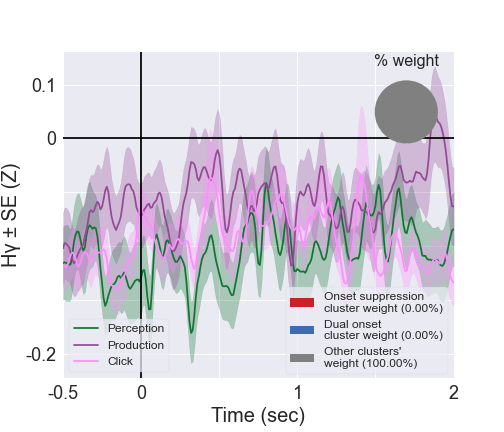 % weight
0.1
0
-0.2
Hγ ± SE (Z)
Perception
Production
Click
Onset suppression
cluster weight (0.00%)
Dual onset
cluster weight (0.00%)
Other clusters'
weight (100.00%)
-0.5
0
1
2
Time (sec)